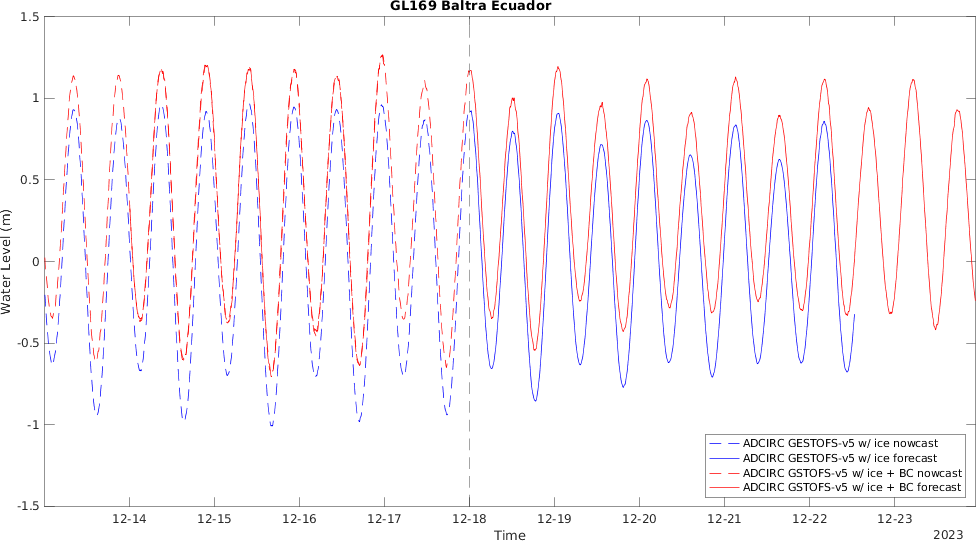 GL169 Baltra Ecuador
1.5
1
0.5
0
-0.5
-1
-1.5
Water Level (m)
ADCIRC GESTOFS-v5 w/ ice nowcast
ADCIRC GESTOFS-v5 w/ ice forecast
ADCIRC GSTOFS-v5 w/ ice + BC nowcast
ADCIRC GSTOFS-v5 w/ ice + BC forecast
12-14 12-15 12-16 12-17 12-18 12-19 12-20 12-21 12-22 12-23
Time
2023